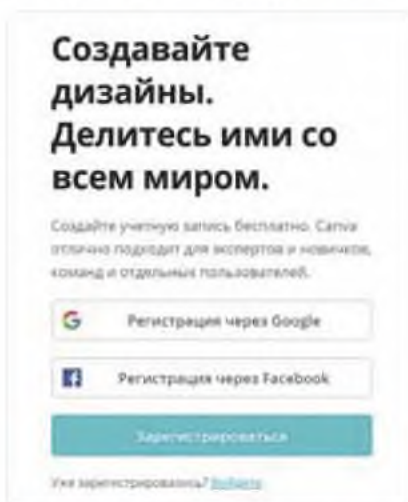 Создавайте
дизайны.
Делитесь ими со
всем миром.
Создайте учетную запись бесплатно. Canva
отлично подходит для экспертов и новичков,
команд и отдельных пользователей.
Регистрация через Google
Регистрация через Facebook
Зарегистрироваться
Уже зарегистрировались? Войдите